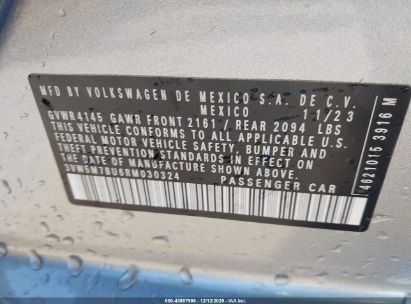 MFD BY VOLKSWAGEN DE MEXICO S.A. DE C.V.
MEXICO 11/23
GVWR 4145 GAWR FRONT 2161 / REAR 2094 LBS
THIS VEHICLE CONFORMS TO ALL APPLICABLE U.S.
FEDERAL MOTOR VEHICLE SAFETY, BUMPER AND
THEFT PREVENTION STANDARDS IN EFFECT ON
THE DATE OF MANUFACTURE SHOWN ABOVE.
3VW5M7BU6RM030324 PASSENGER CAR
4621015 3916 M